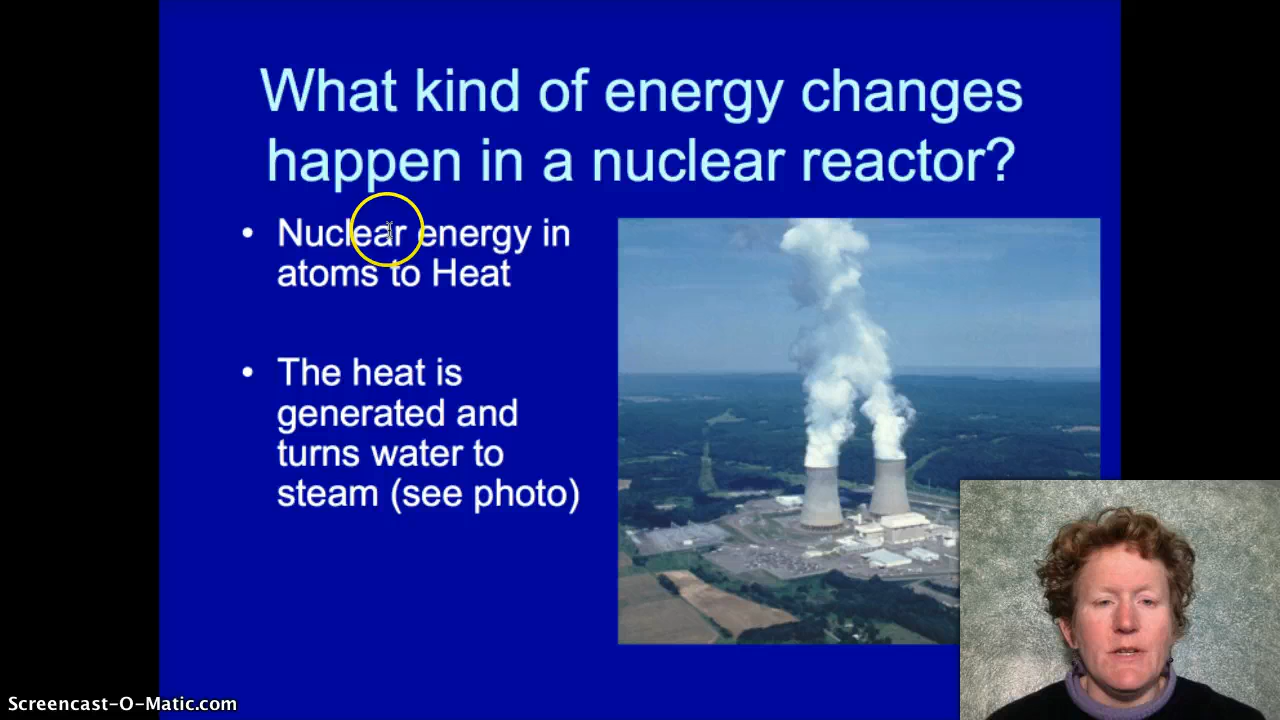 What kind of energy changes
happen in a nuclear reactor?
• Nuclear energy in
atoms to Heat
• The heat is
generated and
turns water to
steam (see photo)
Screencast-O-Matic.com